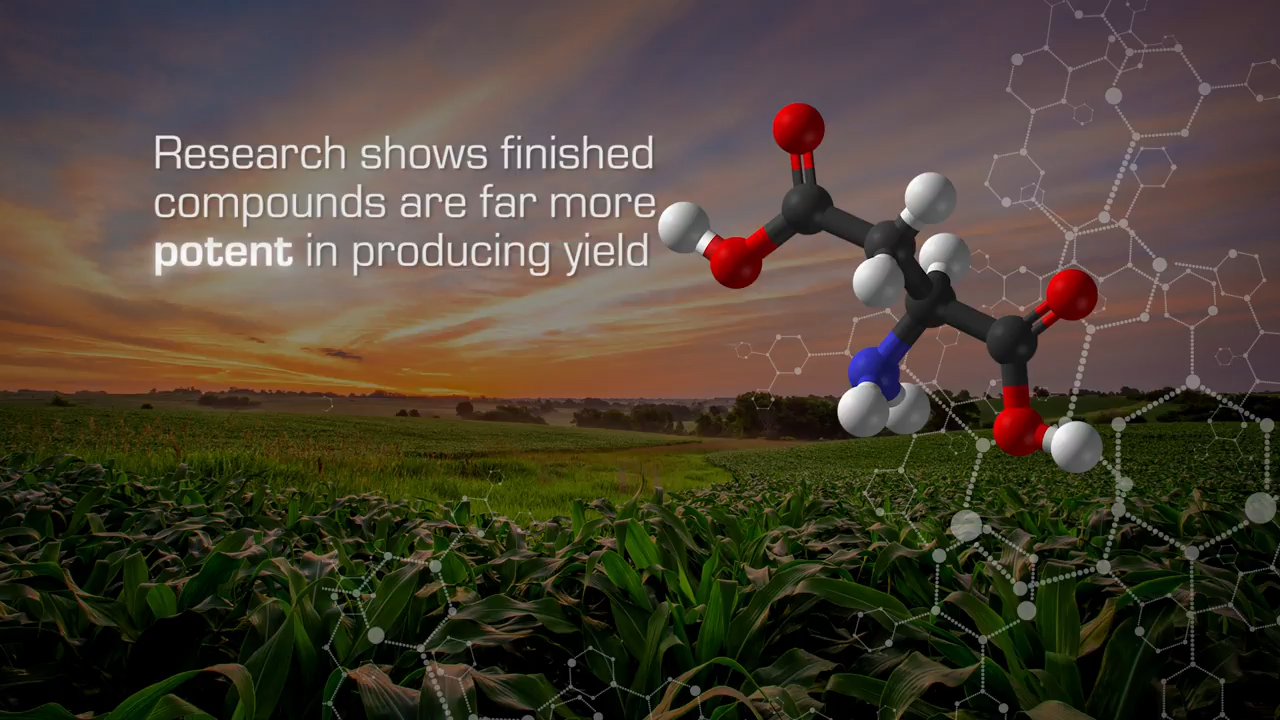 Research shows finished
compounds are far more
potent in producing yield